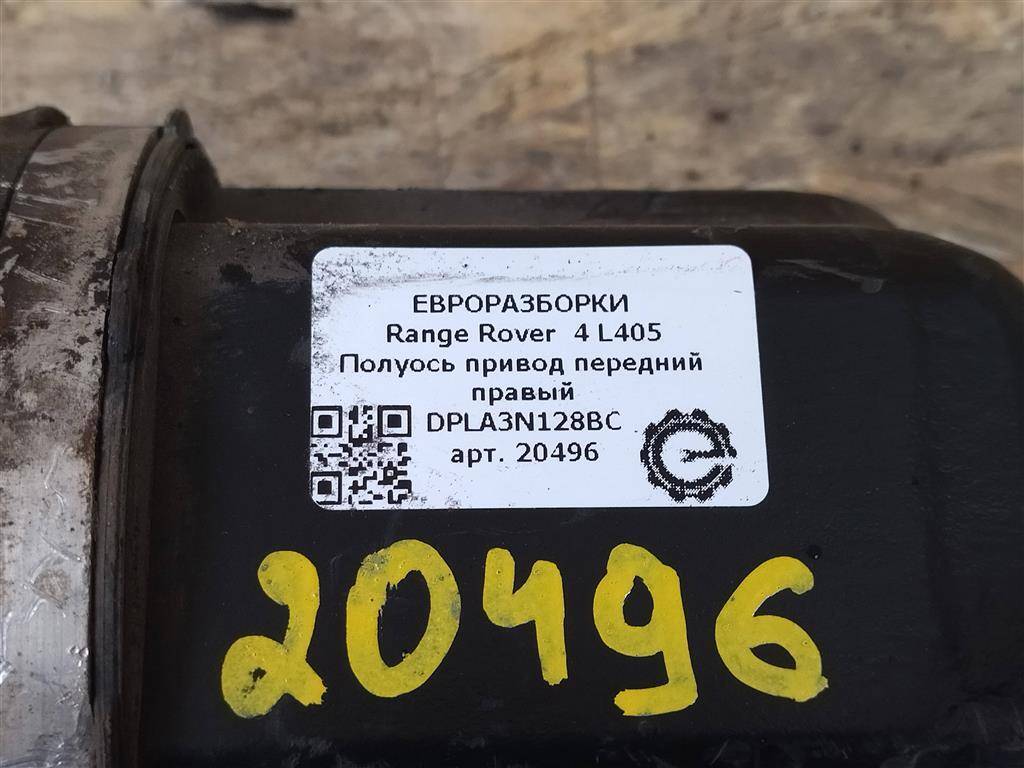 ЕВРОРАЗБОРКИ
Range Rover 4 L405
Полуось привод передний
правый
DPLA3N128BC
арт. 20496
20496